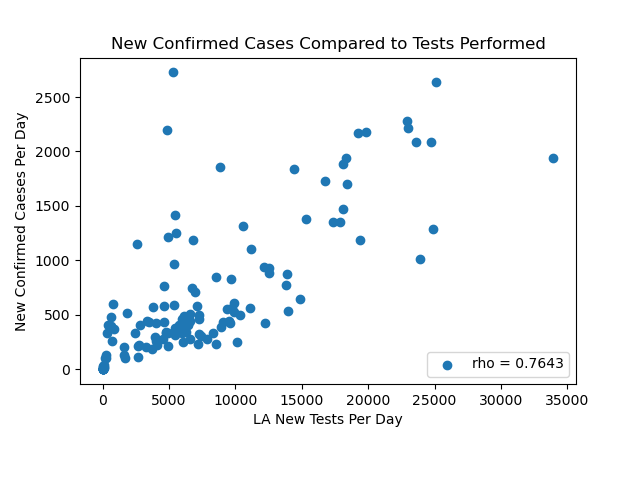 New Confirmed Cases Compared to Tests Performed
New Confirmed Caeses Per Day
2500
2000
1500
1000
500
0
rho = 0.7643
0 5000 10000 15000 20000 25000 30000 35000
LA New Tests Per Day